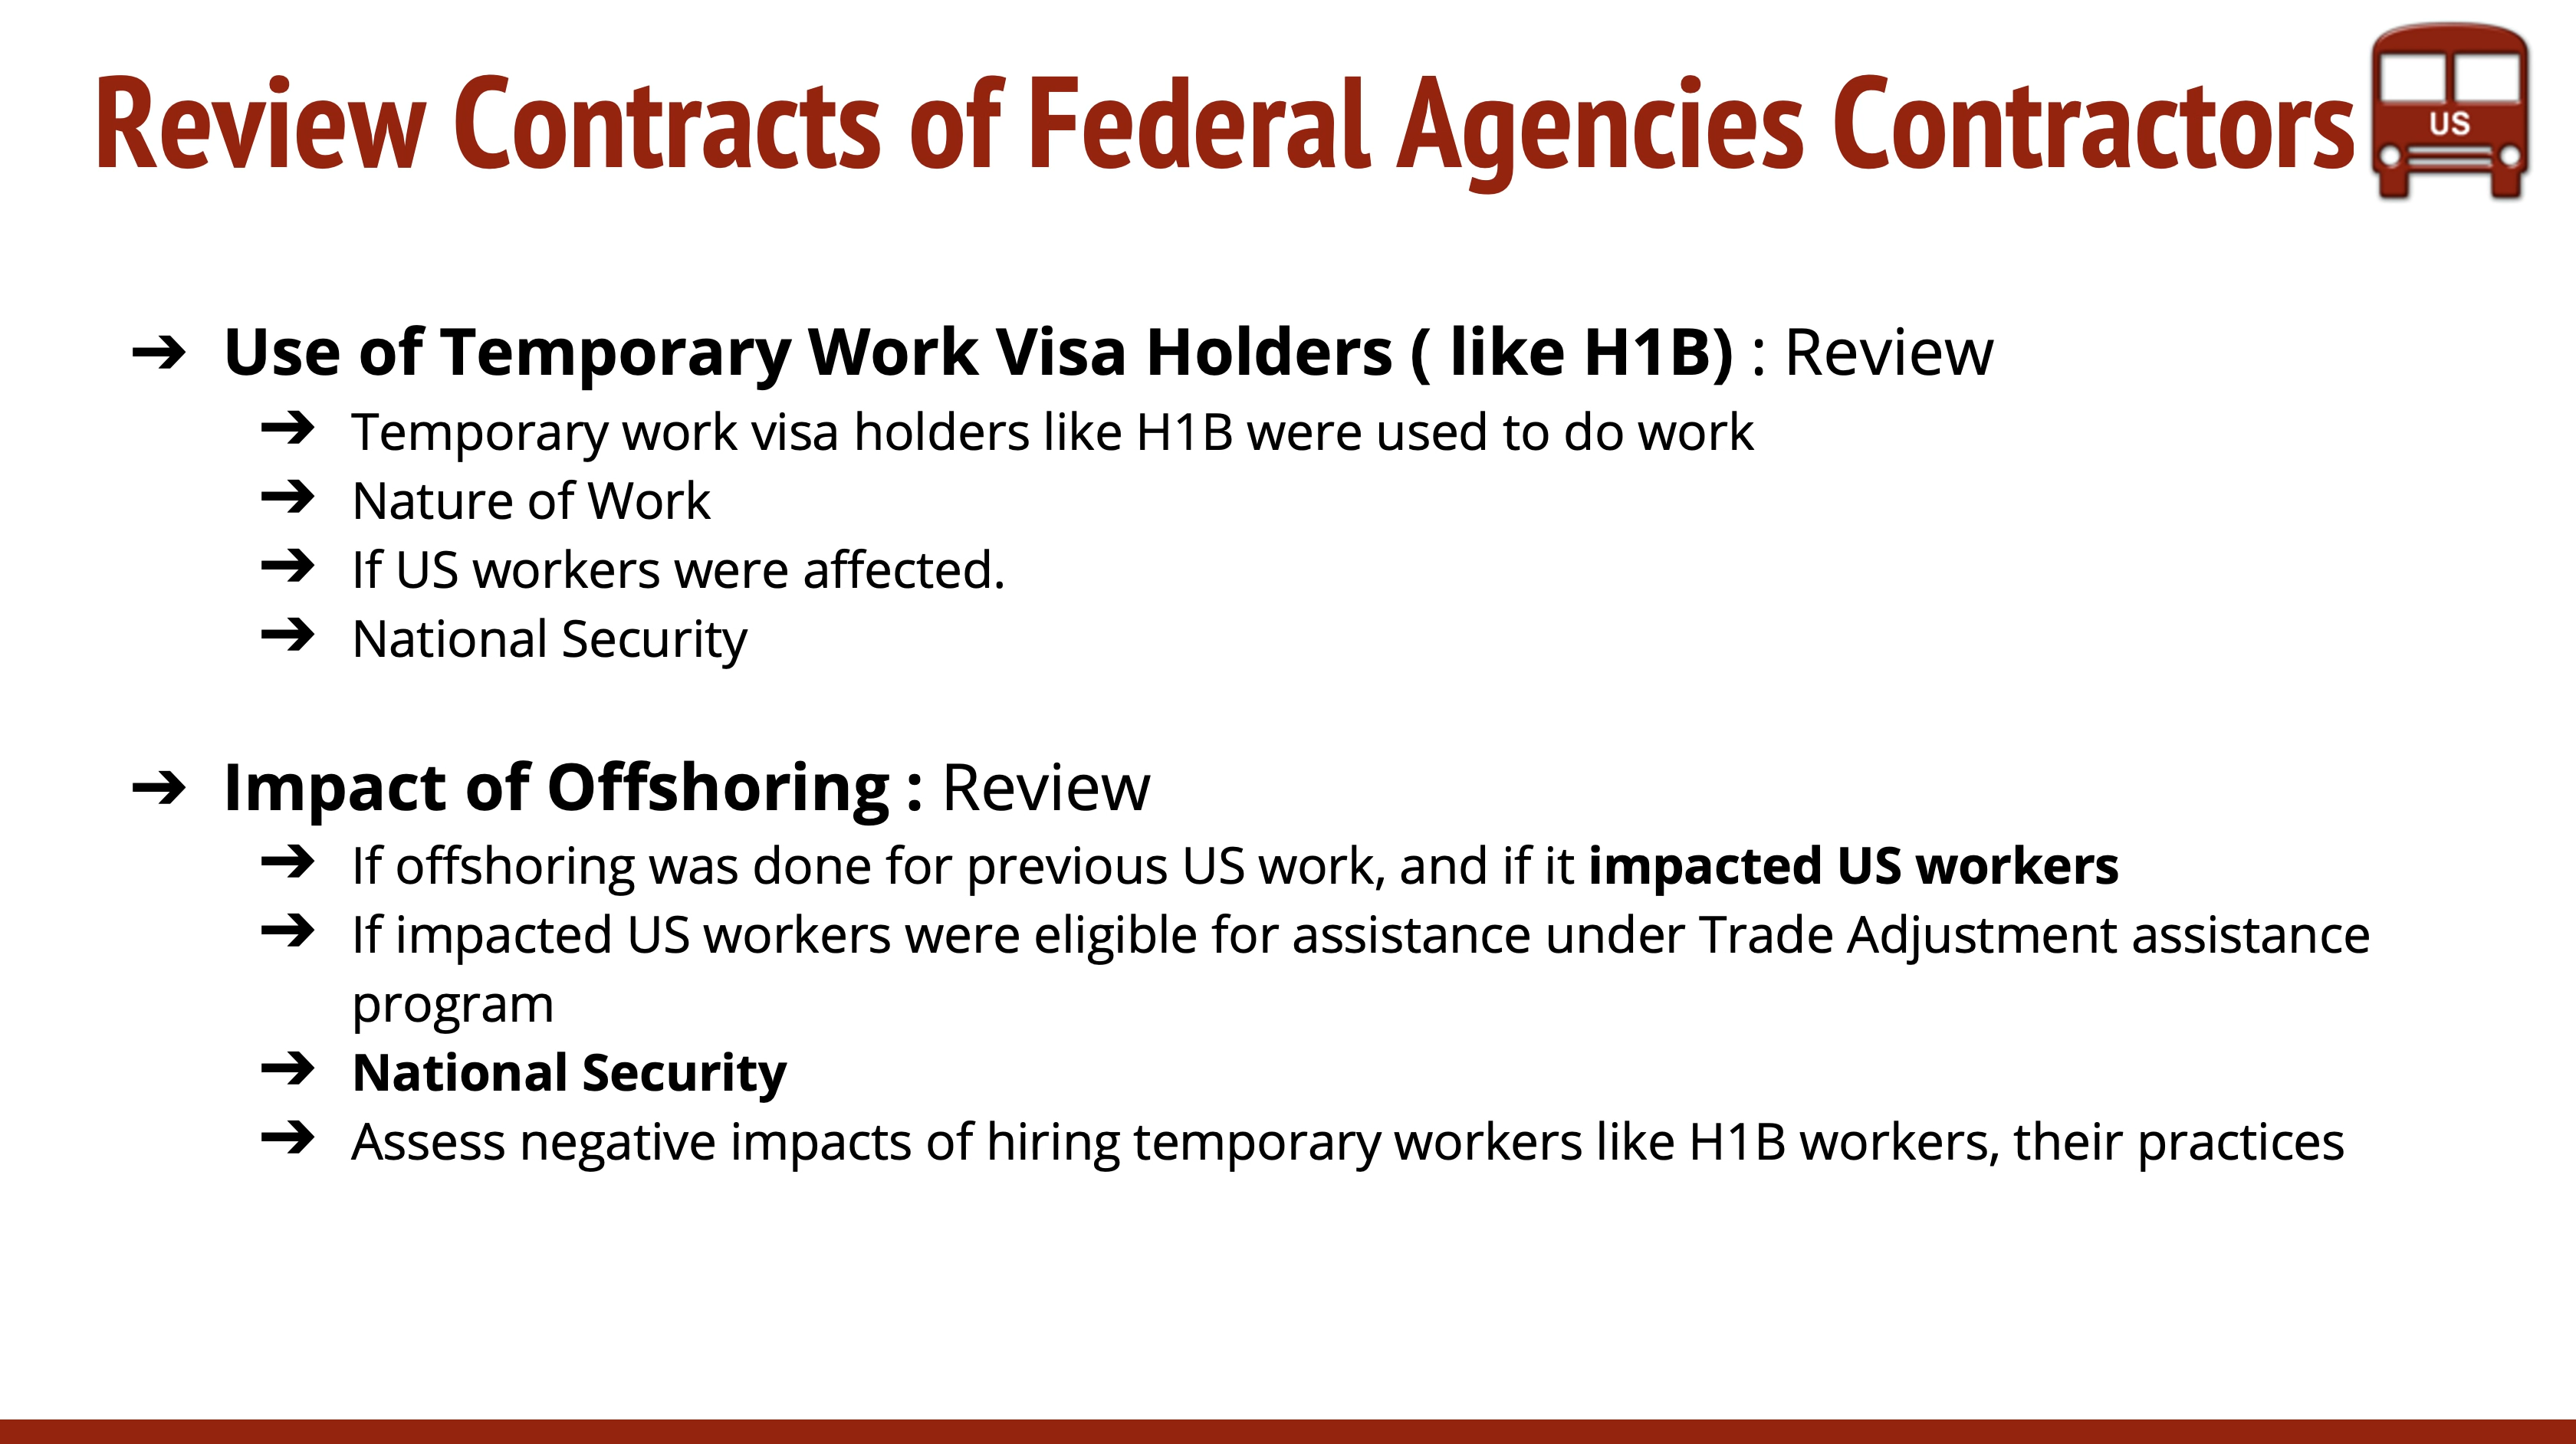 Review Contracts of Federal Agencies Contractors
US
➔ Use of Temporary Work Visa Holders ( like H1B) : Review
➔ Temporary work visa holders like H1B were used to do work
➔ Nature of Work
➔ If US workers were affected.
➔ National Security
➔ Impact of Offshoring : Review
➔ If offshoring was done for previous US work, and if it impacted US workers
➔ If impacted US workers were eligible for assistance under Trade Adjustment assistance
program
➔ National Security
➔ Assess negative impacts of hiring temporary workers like H1B workers, their practices